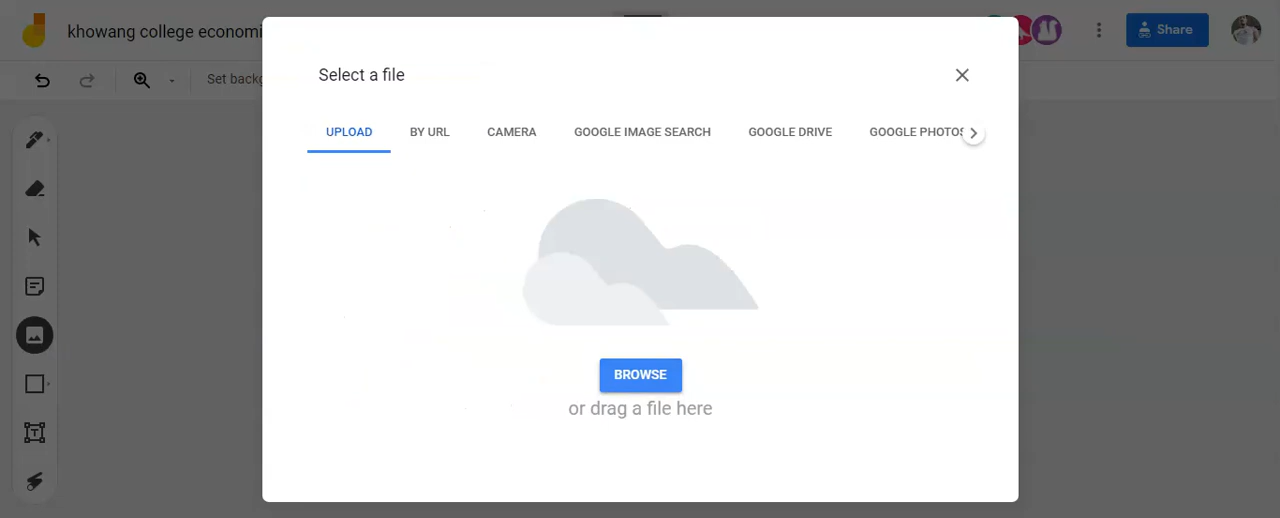 khowang college economi
Share
Set backg
Select a file
UPLOAD BY URL CAMERA GOOGLE IMAGE SEARCH GOOGLE DRIVE GOOGLE PHOTOS
BROWSE
or drag a file here